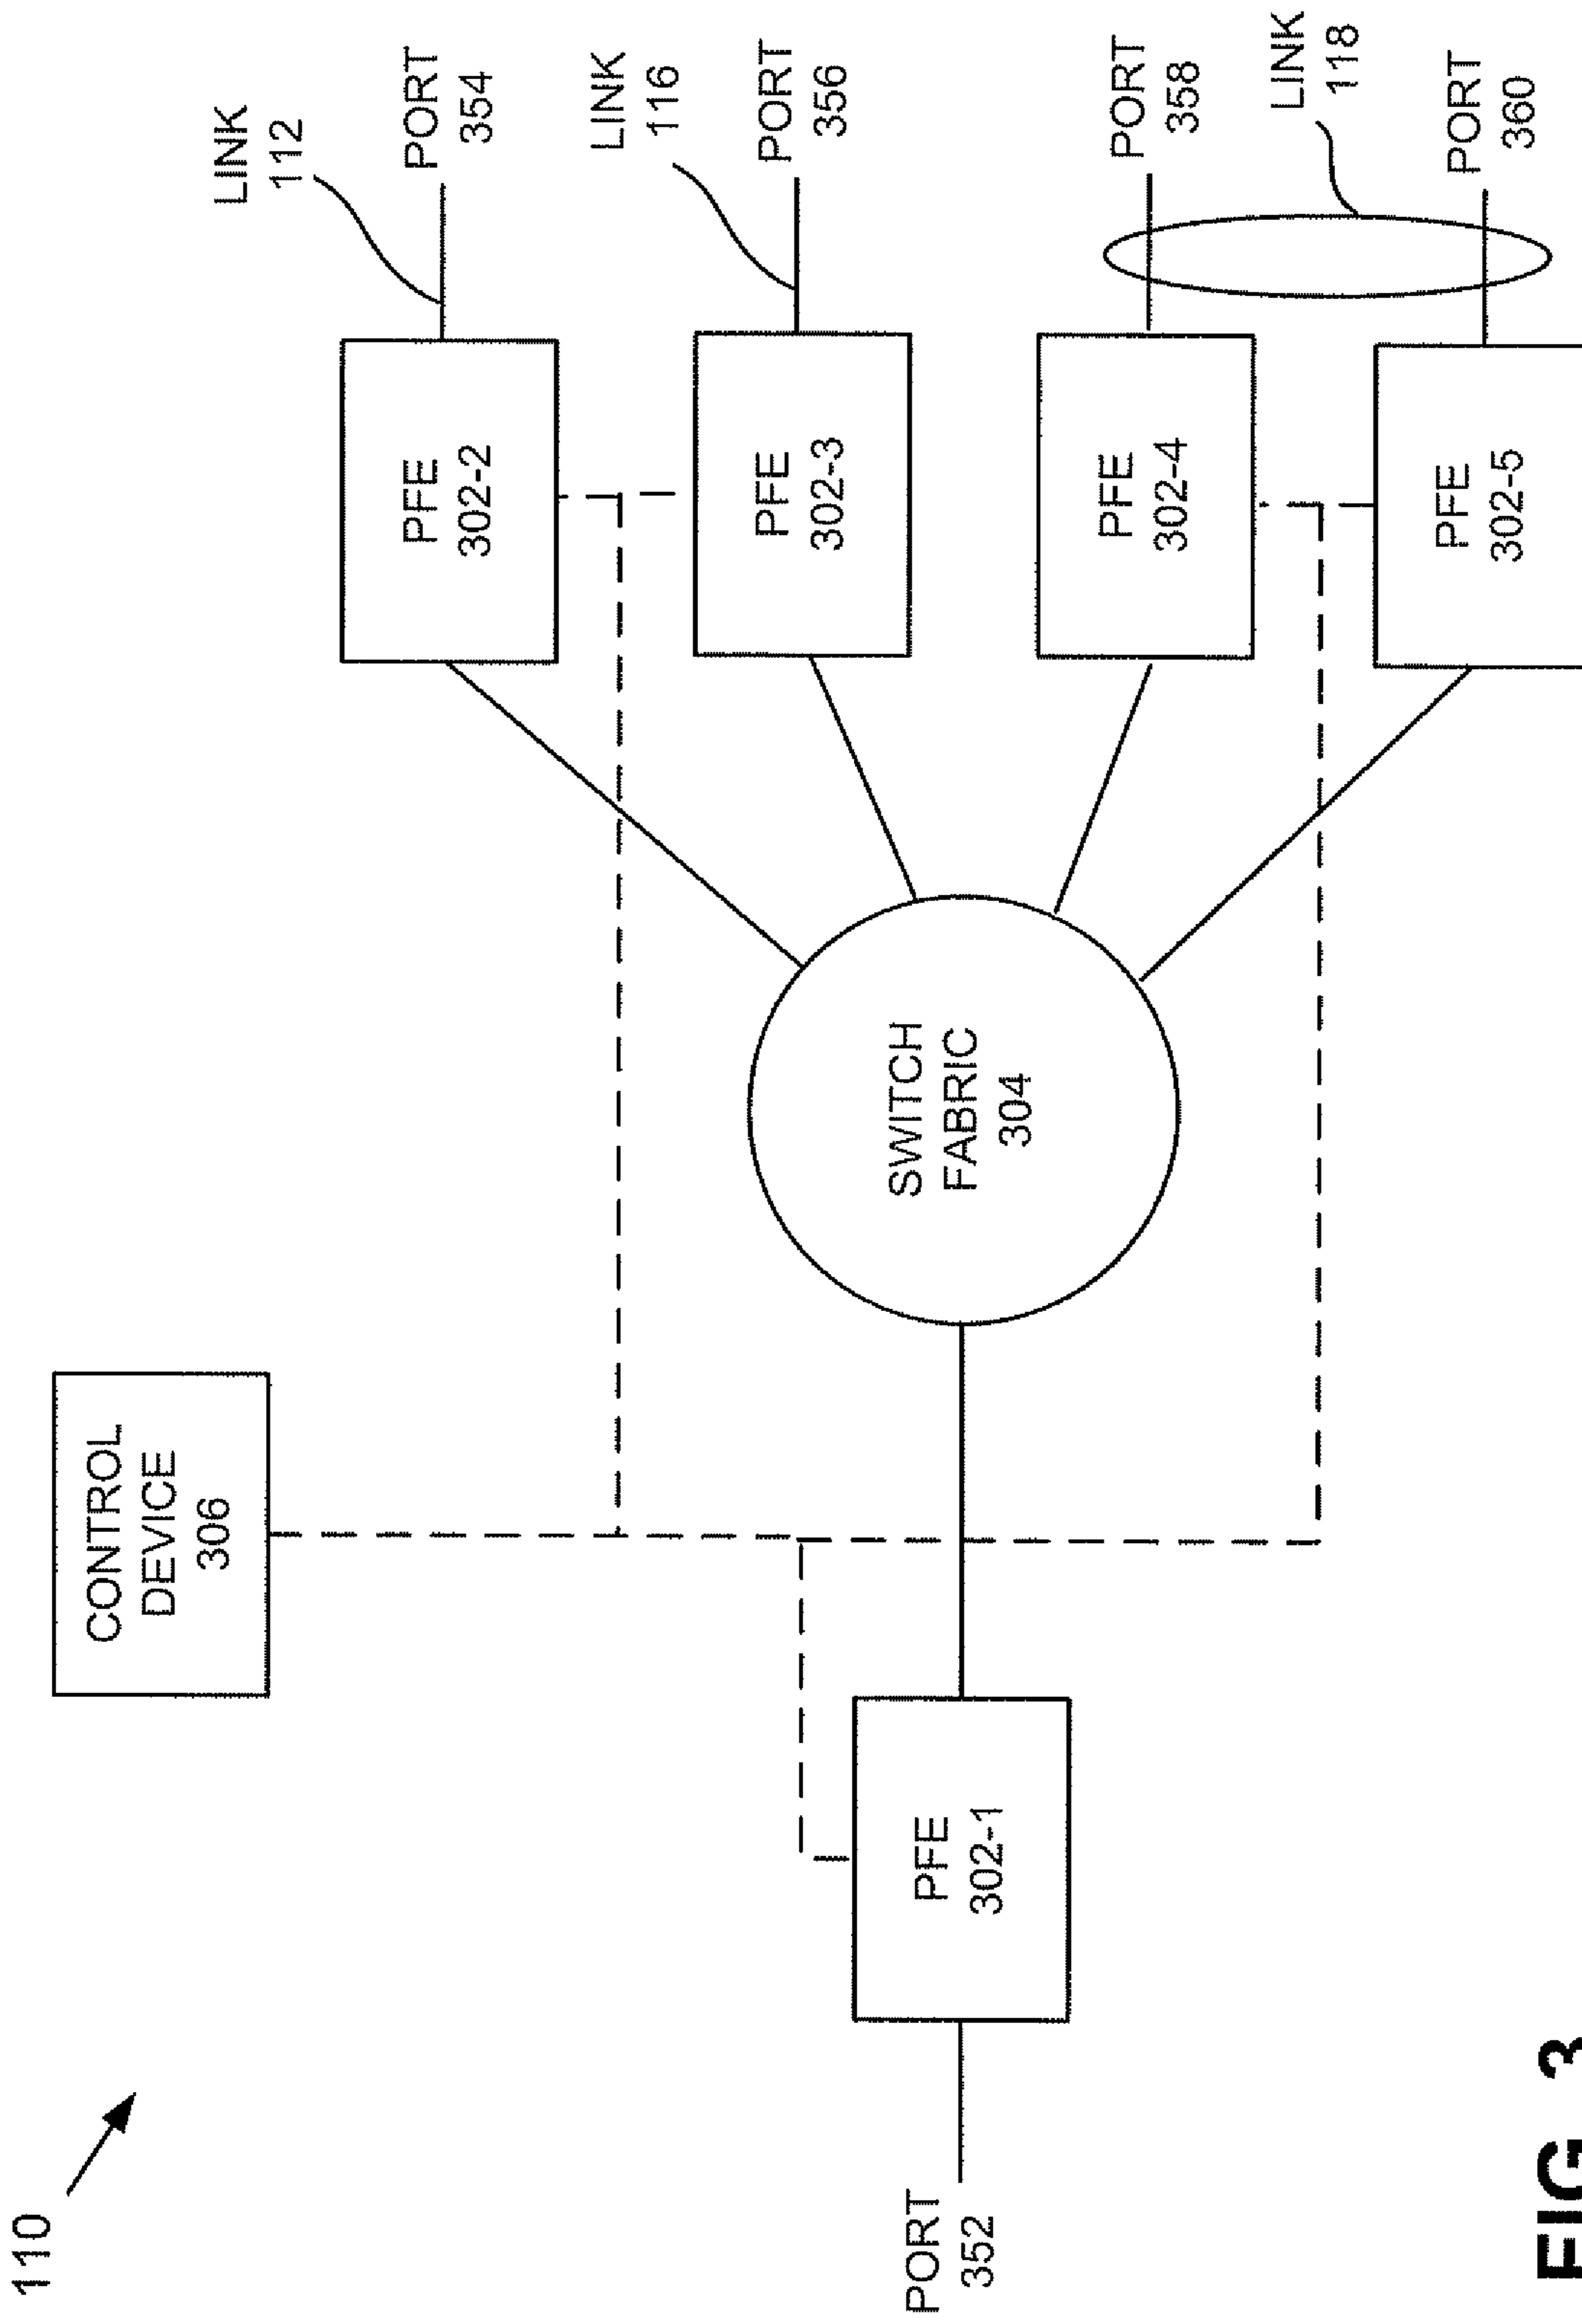 110
CONTROL
DEVICE
306
LINK
112
PORT
354
PFE
302-2
LINK
116
PORT
356
PFE
302-3
PORT
352
PFE
302-1
SWITCH
FABRIC
304
PFE
302-4
PORT
358
LINK
118
PFE
302-5
PORT
360
FIG. 3